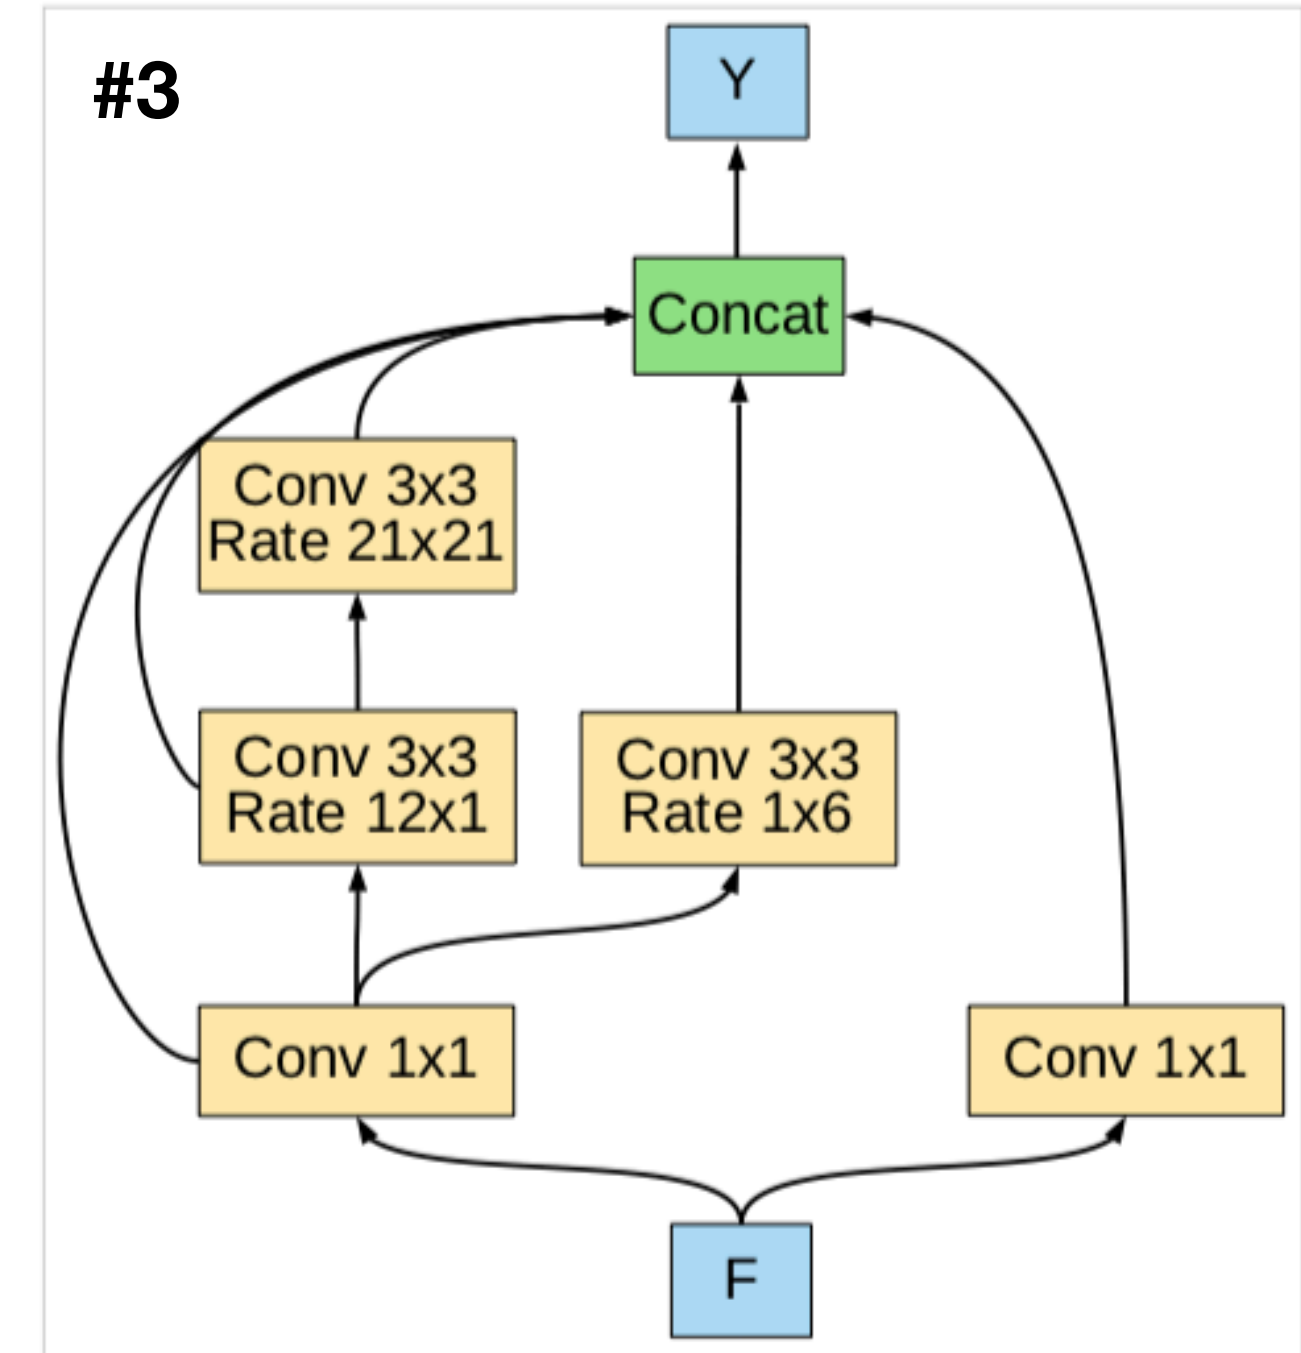 #3
Y
Concat
Conv 3x3
Rate 21x21
Conv 3x3
Rate 12x1
Conv 3x3
Rate 1x6
Conv 1x1
Conv 1x1
F